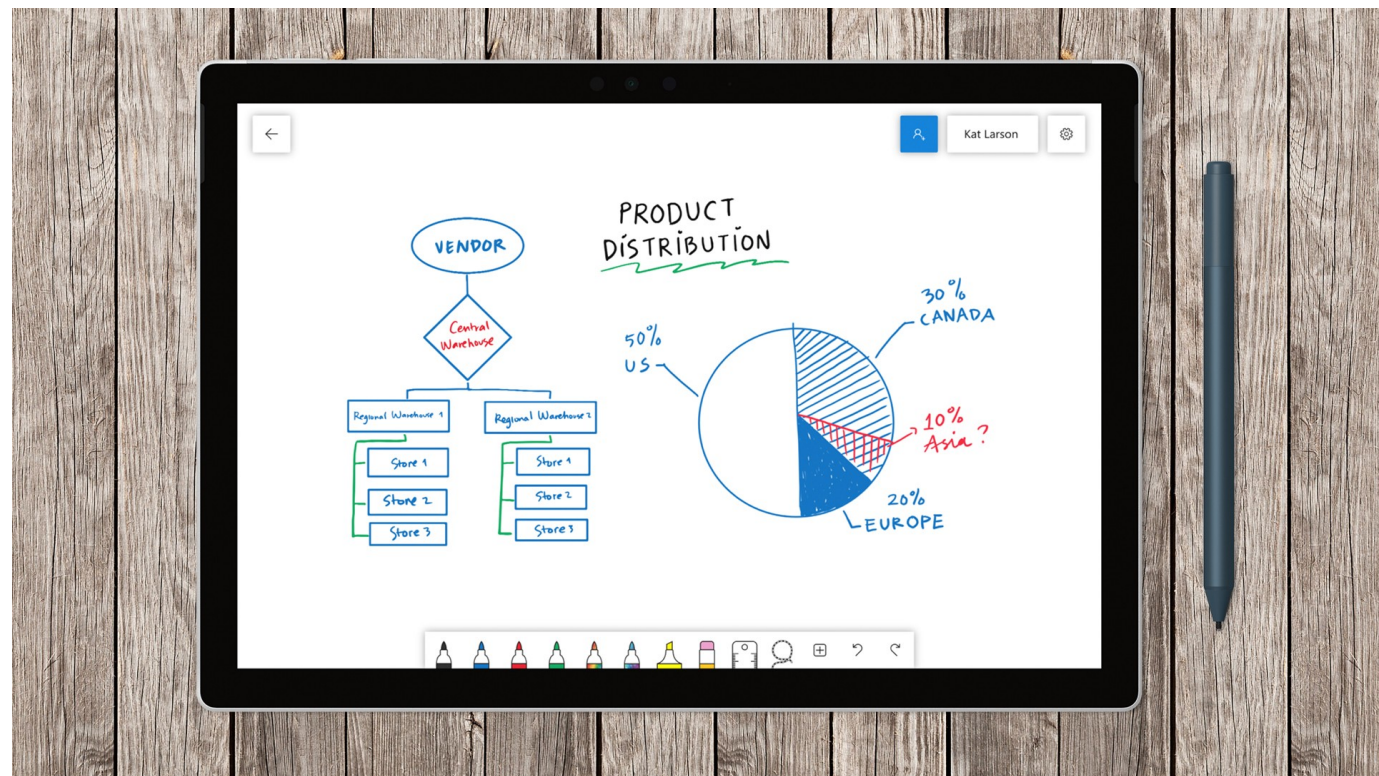 Kat Larson
PRODUCT
DISTRIBUTION
VENDOR
Central
Warehouse
Regional Warehouse 1
Regional Warehouse 2
Store 1
Store 2
Store 3
Store 1
Store 2
Store 3
50%
US
30%
CANADA
10%
Asia?
20%
EUROPE